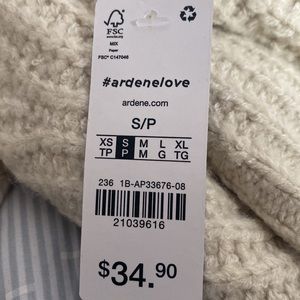 FSC
MIX
Paper
FSC® C147046
#ardenelove
ardene.com
S/P
XS S M L XL
TP P M G TG
236 1B-AP33676-08
21039616
$34.90